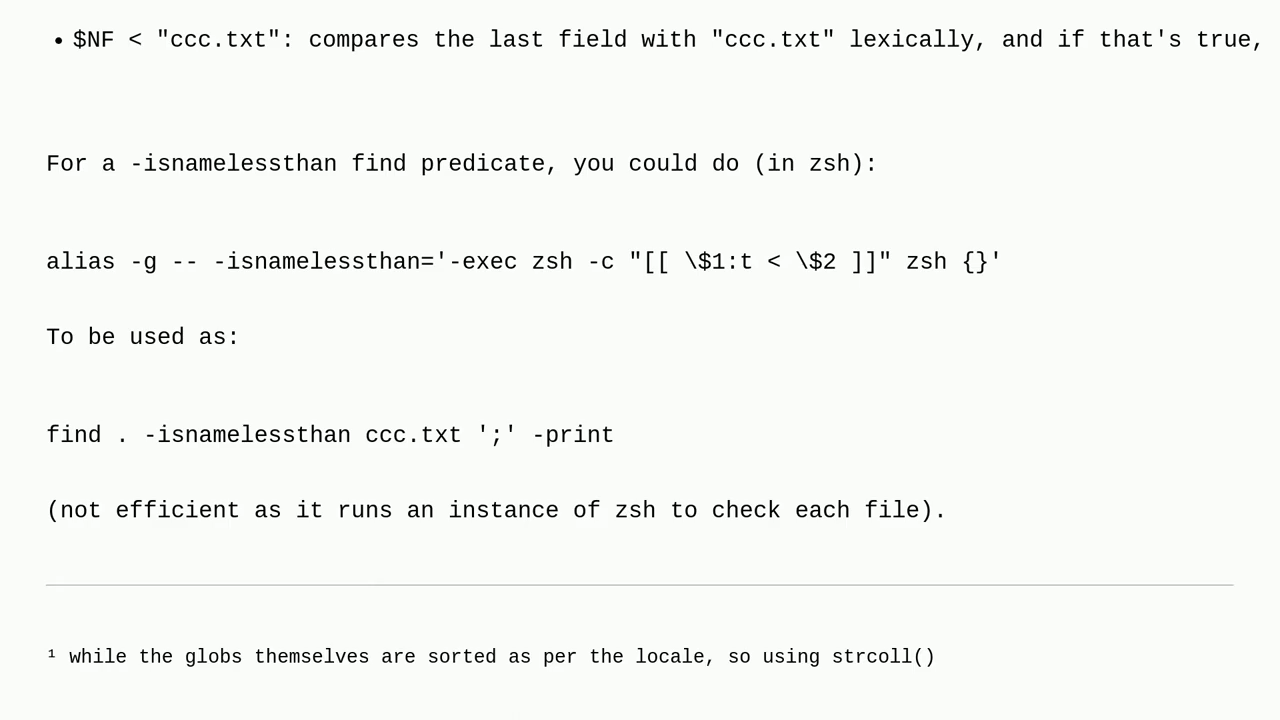 • $NF < "ccc.txt": compares the last field with "ccc.txt" lexically, and if that's true,
For a -isnamelessthan find predicate, you could do (in zsh):
alias -g -- -isnamelessthan='-exec zsh -c "[[ \$1:t < \$2 ]]" zsh {}'
To be used as:
find . -isnamelessthan ccc.txt ';' -print
(not efficient as it runs an instance of zsh to check each file).
¹ while the globs themselves are sorted as per the locale, so using strcoll()